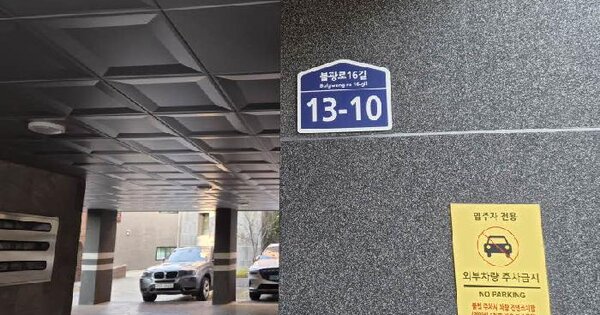 불광로16길
Bulgwang-ro 16-gil
13-10
입주자 전용
외부차량 주차금지
NO PARKING